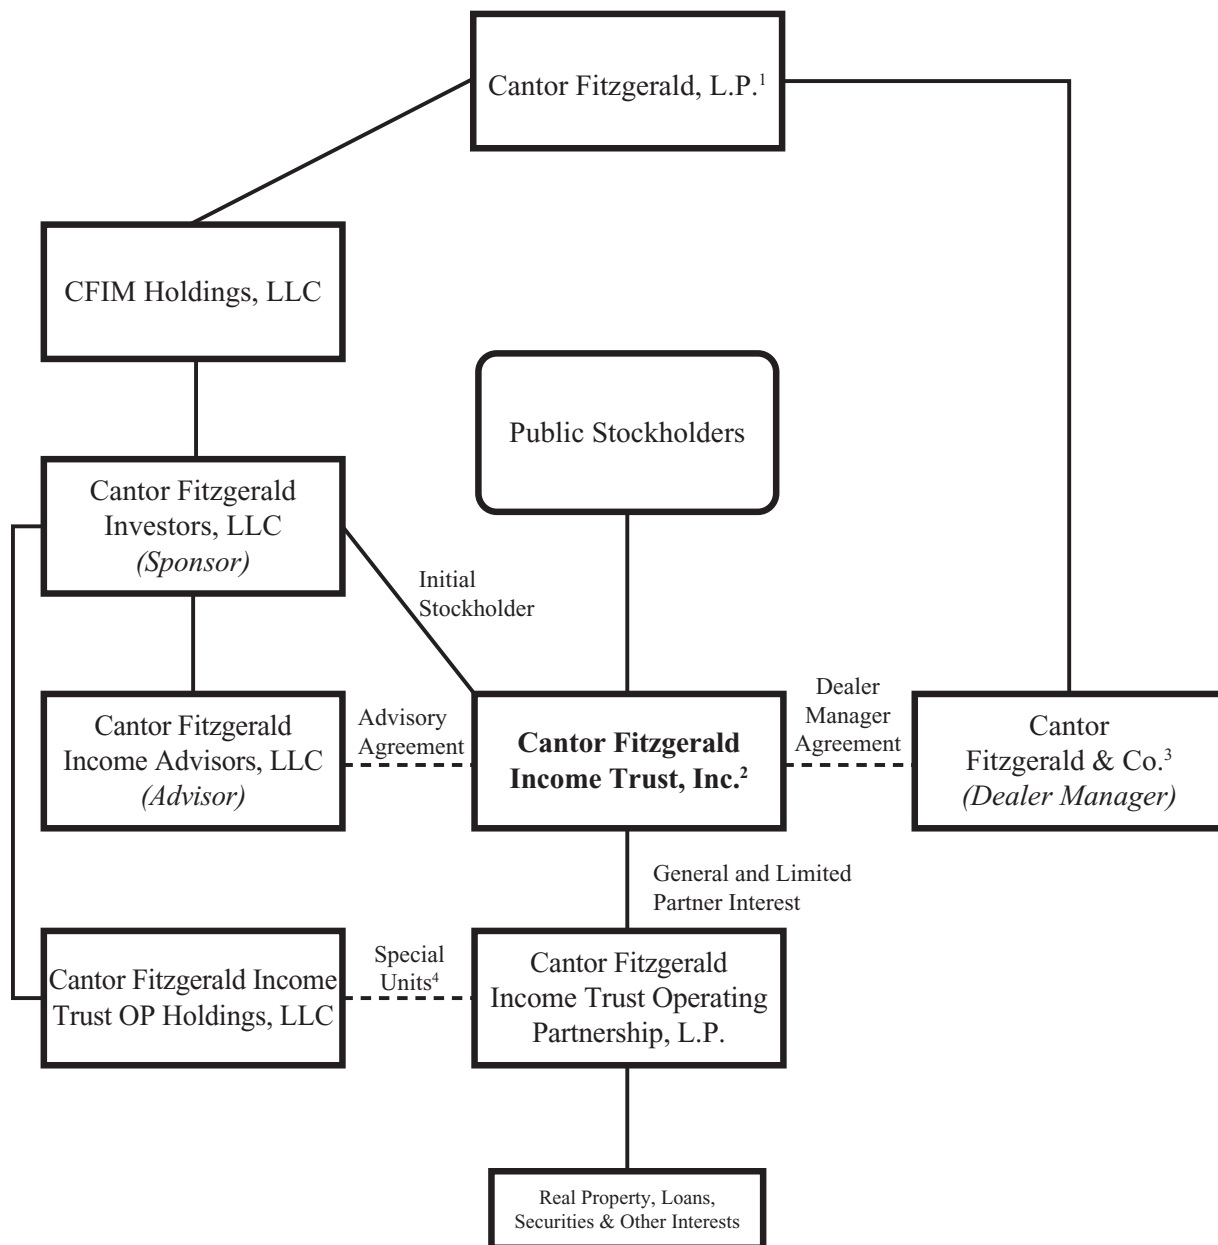 Cantor Fitzgerald, L.P.¹
CFIM Holdings, LLC
Public Stockholders
Cantor Fitzgerald
Investors, LLC
(Sponsor)
Initial
Stockholder
Cantor Fitzgerald
Income Advisors, LLC
(Advisor)
Advisory
Agreement
Cantor Fitzgerald
Income Trust, Inc.²
Dealer
Manager
Agreement
Cantor
Fitzgerald & Co.³
(Dealer Manager)
General and Limited
Partner Interest
Cantor Fitzgerald Income
Trust OP Holdings, LLC
Special
Units⁴
Cantor Fitzgerald
Income Trust Operating
Partnership, L.P.
Real Property, Loans,
Securities & Other Interests